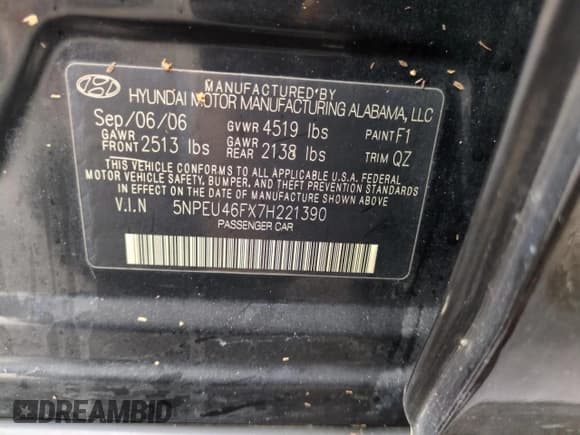 MANUFACTURED BY
HYUNDAI MOTOR MANUFACTURING ALABAMA, LLC
Sep/06/06 GVWR 4519 lbs PAINT F1
GAWR FRONT 2513 lbs GAWR REAR 2138 lbs TRIM QZ
THIS VEHICLE CONFORMS TO ALL APPLICABLE U.S.A. FEDERAL
MOTOR VEHICLE SAFETY, BUMPER, AND THEFT PREVENTION STANDARDS
IN EFFECT ON THE DATE OF MANUFACTURE SHOWN ABOVE.
V.I.N 5NPEU46FX7H221390
PASSENGER CAR
DREAMBID